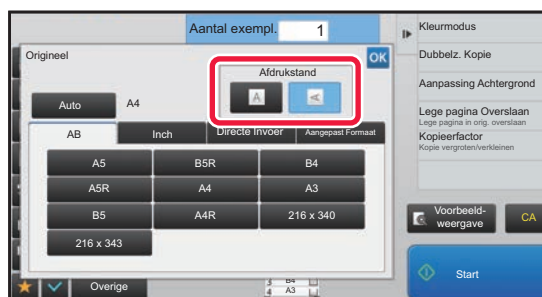 Aantal exempl.
1
Origineel
OK
Afdrukstand
A
A
Auto
A4
AB
Inch
Directe Invoer
Aangepast Formaat
A5
B5R
B4
A5R
A4
A3
B5
A4R
216 x 340
216 x 343
Overige
3 B4
4 A3
Kleurmodus
Dubbelz. Kopie
Aanpassing Achtergrond
Lege pagina Overslaan
Lege pagina in orig. overslaan
Kopieerfactor
Kopie vergroten/verkleinen
Voorbeeld-
weergave
CA
Start